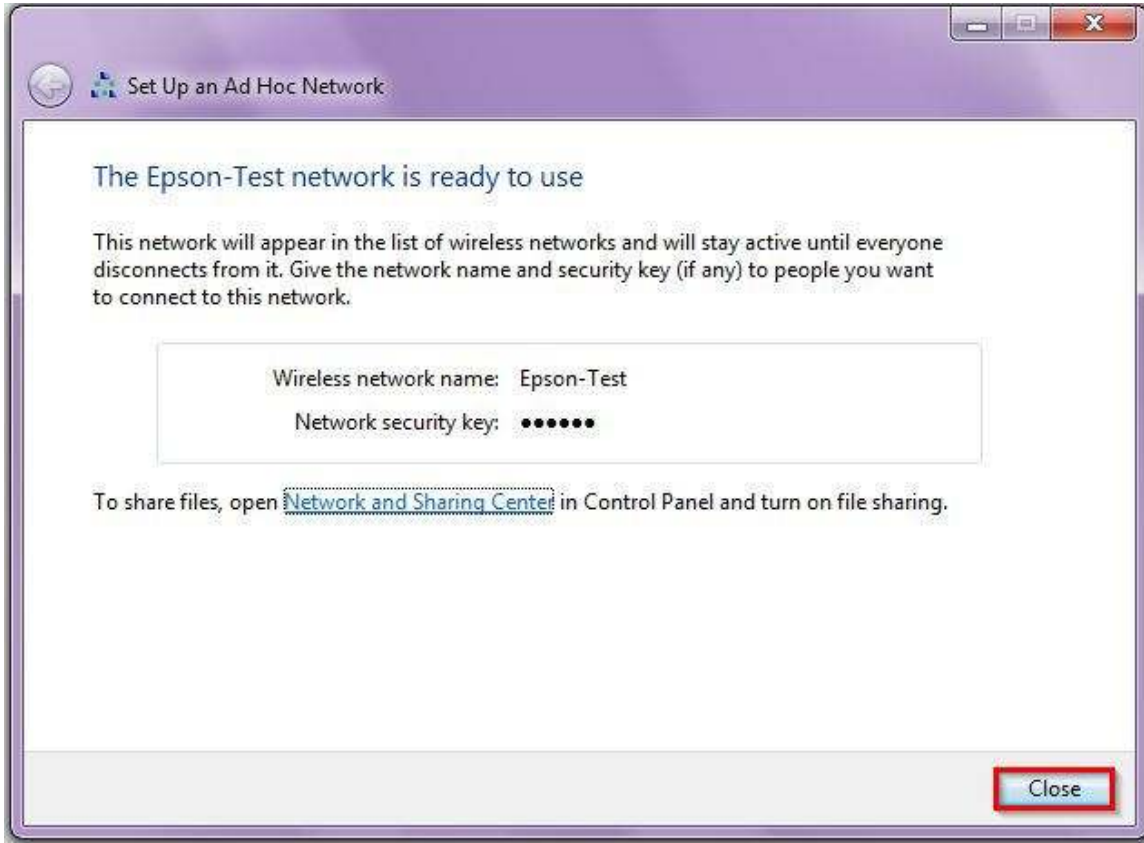 Set Up an Ad Hoc Network
The Epson-Test network is ready to use
This network will appear in the list of wireless networks and will stay active until everyone
disconnects from it. Give the network name and security key (if any) to people you want
to connect to this network.
Wireless network name: Epson-Test
Network security key: ●●●●●●
To share files, open Network and Sharing Center in Control Panel and turn on file sharing.
Close